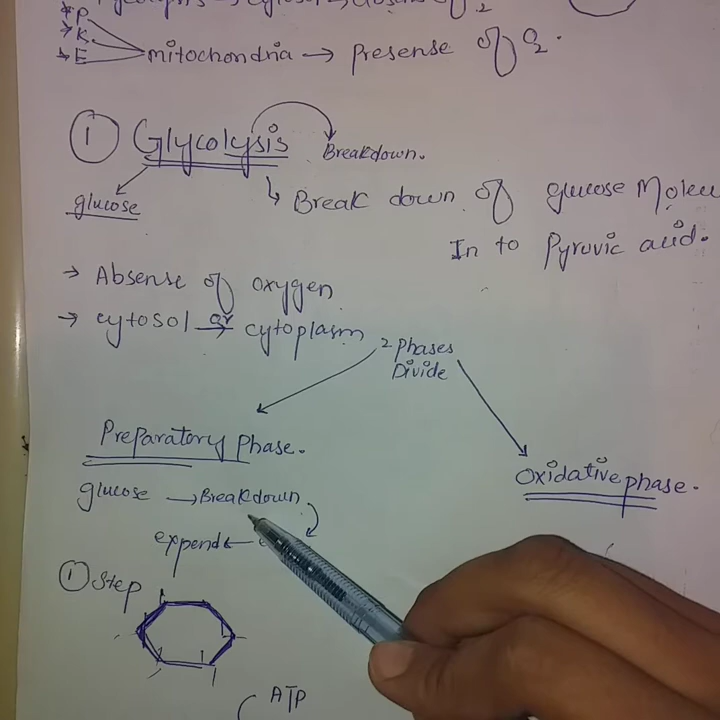 → P
→ K
→ E
mitochondria → presense of O2.
① Glycolysis
Breakdown.
glucose
↳ Break down of glucose Molecu
In to Pyruvic acid.
→ Absense of oxygen
→ cytosol or → cytoplasm
2 phases
Divide
Preparatory phase.
Oxidative phase.
glucose → Breakdown
expend ←
① Step
ATP